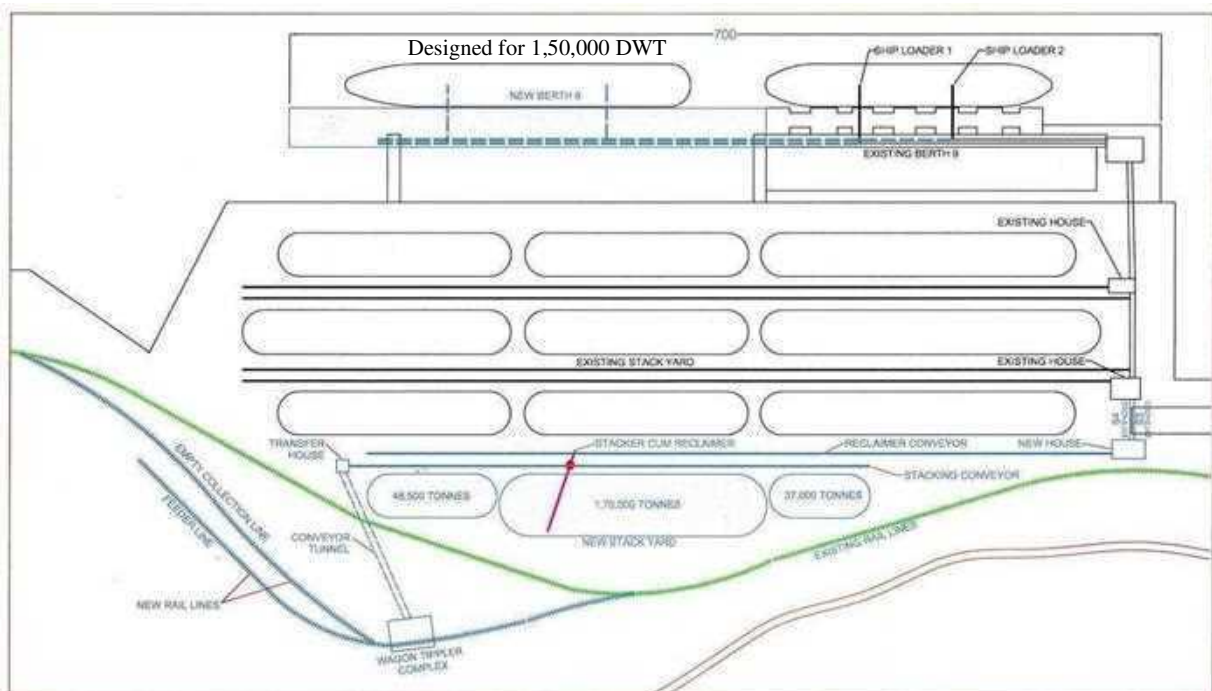 700
Designed for 1,50,000 DWT
SHIP LOADER 1
SHIP LOADER 2
NEW BERTH 8
EXISTING BERTH 9
EXISTING HOUSE
EXISTING STACK YARD
EXISTING HOUSE
TRANSFER
HOUSE
STACKER CUM RECLAIMER
RECLAIMER CONVEYOR
NEW HOUSE
STACKING CONVEYOR
48,500 TONNES
1,70,000 TONNES
37,000 TONNES
EMPTY COLLECTION LINE
FEEDER LINE
CONVEYOR
TUNNEL
NEW STACK YARD
EXISTING RAIL LINES
NEW RAIL LINES
WAGON TIPPLER
COMPLEX